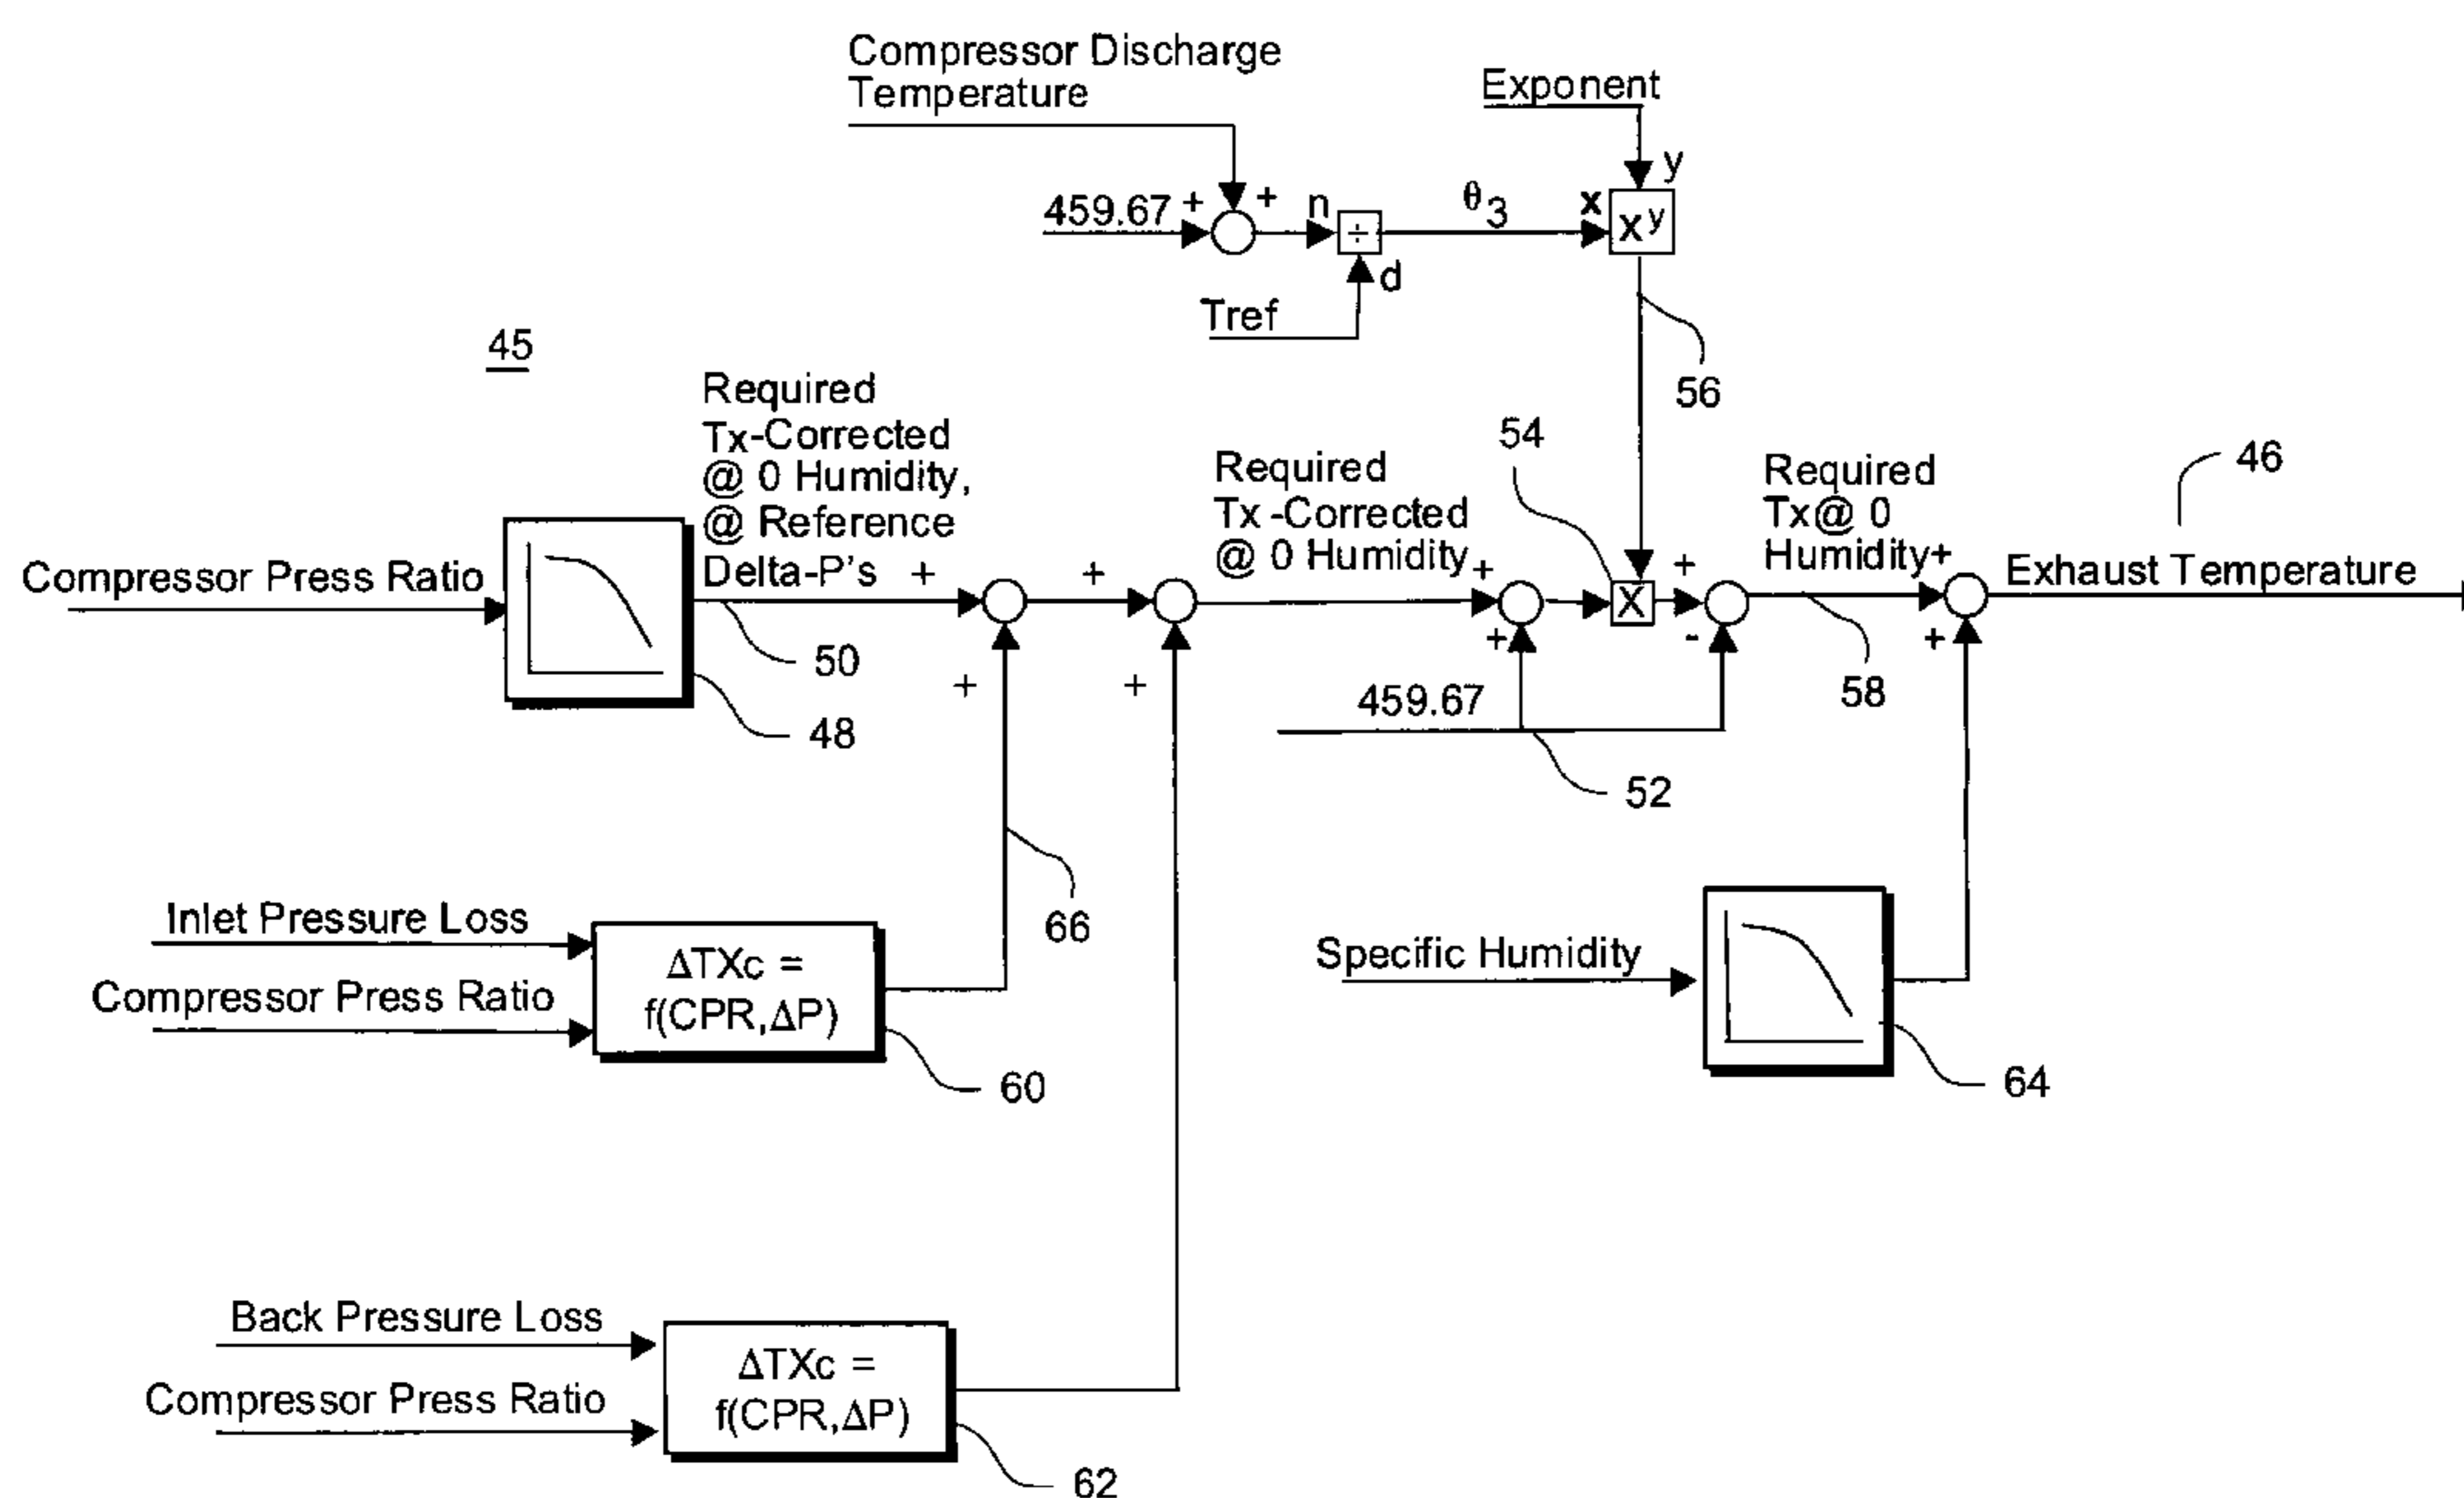 Compressor Discharge
Temperature
Exponent
y
459.67
+
+
n
÷
d
θ3
x
x^y
Tref
45
56
Required
Tx-Corrected
@ 0 Humidity,
@ Reference
Delta-P's
+
+
Required
Tx -Corrected
@ 0 Humidity
+
54
Required
Tx@ 0
Humidity+
46
Compressor Press Ratio
X
+
Exhaust Temperature
50
+
+
+
-
+
48
459.67
58
52
66
Inlet Pressure Loss
Compressor Press Ratio
ΔTXc =
f(CPR,ΔP)
60
Specific Humidity
64
Back Pressure Loss
Compressor Press Ratio
ΔTXc =
f(CPR,ΔP)
62